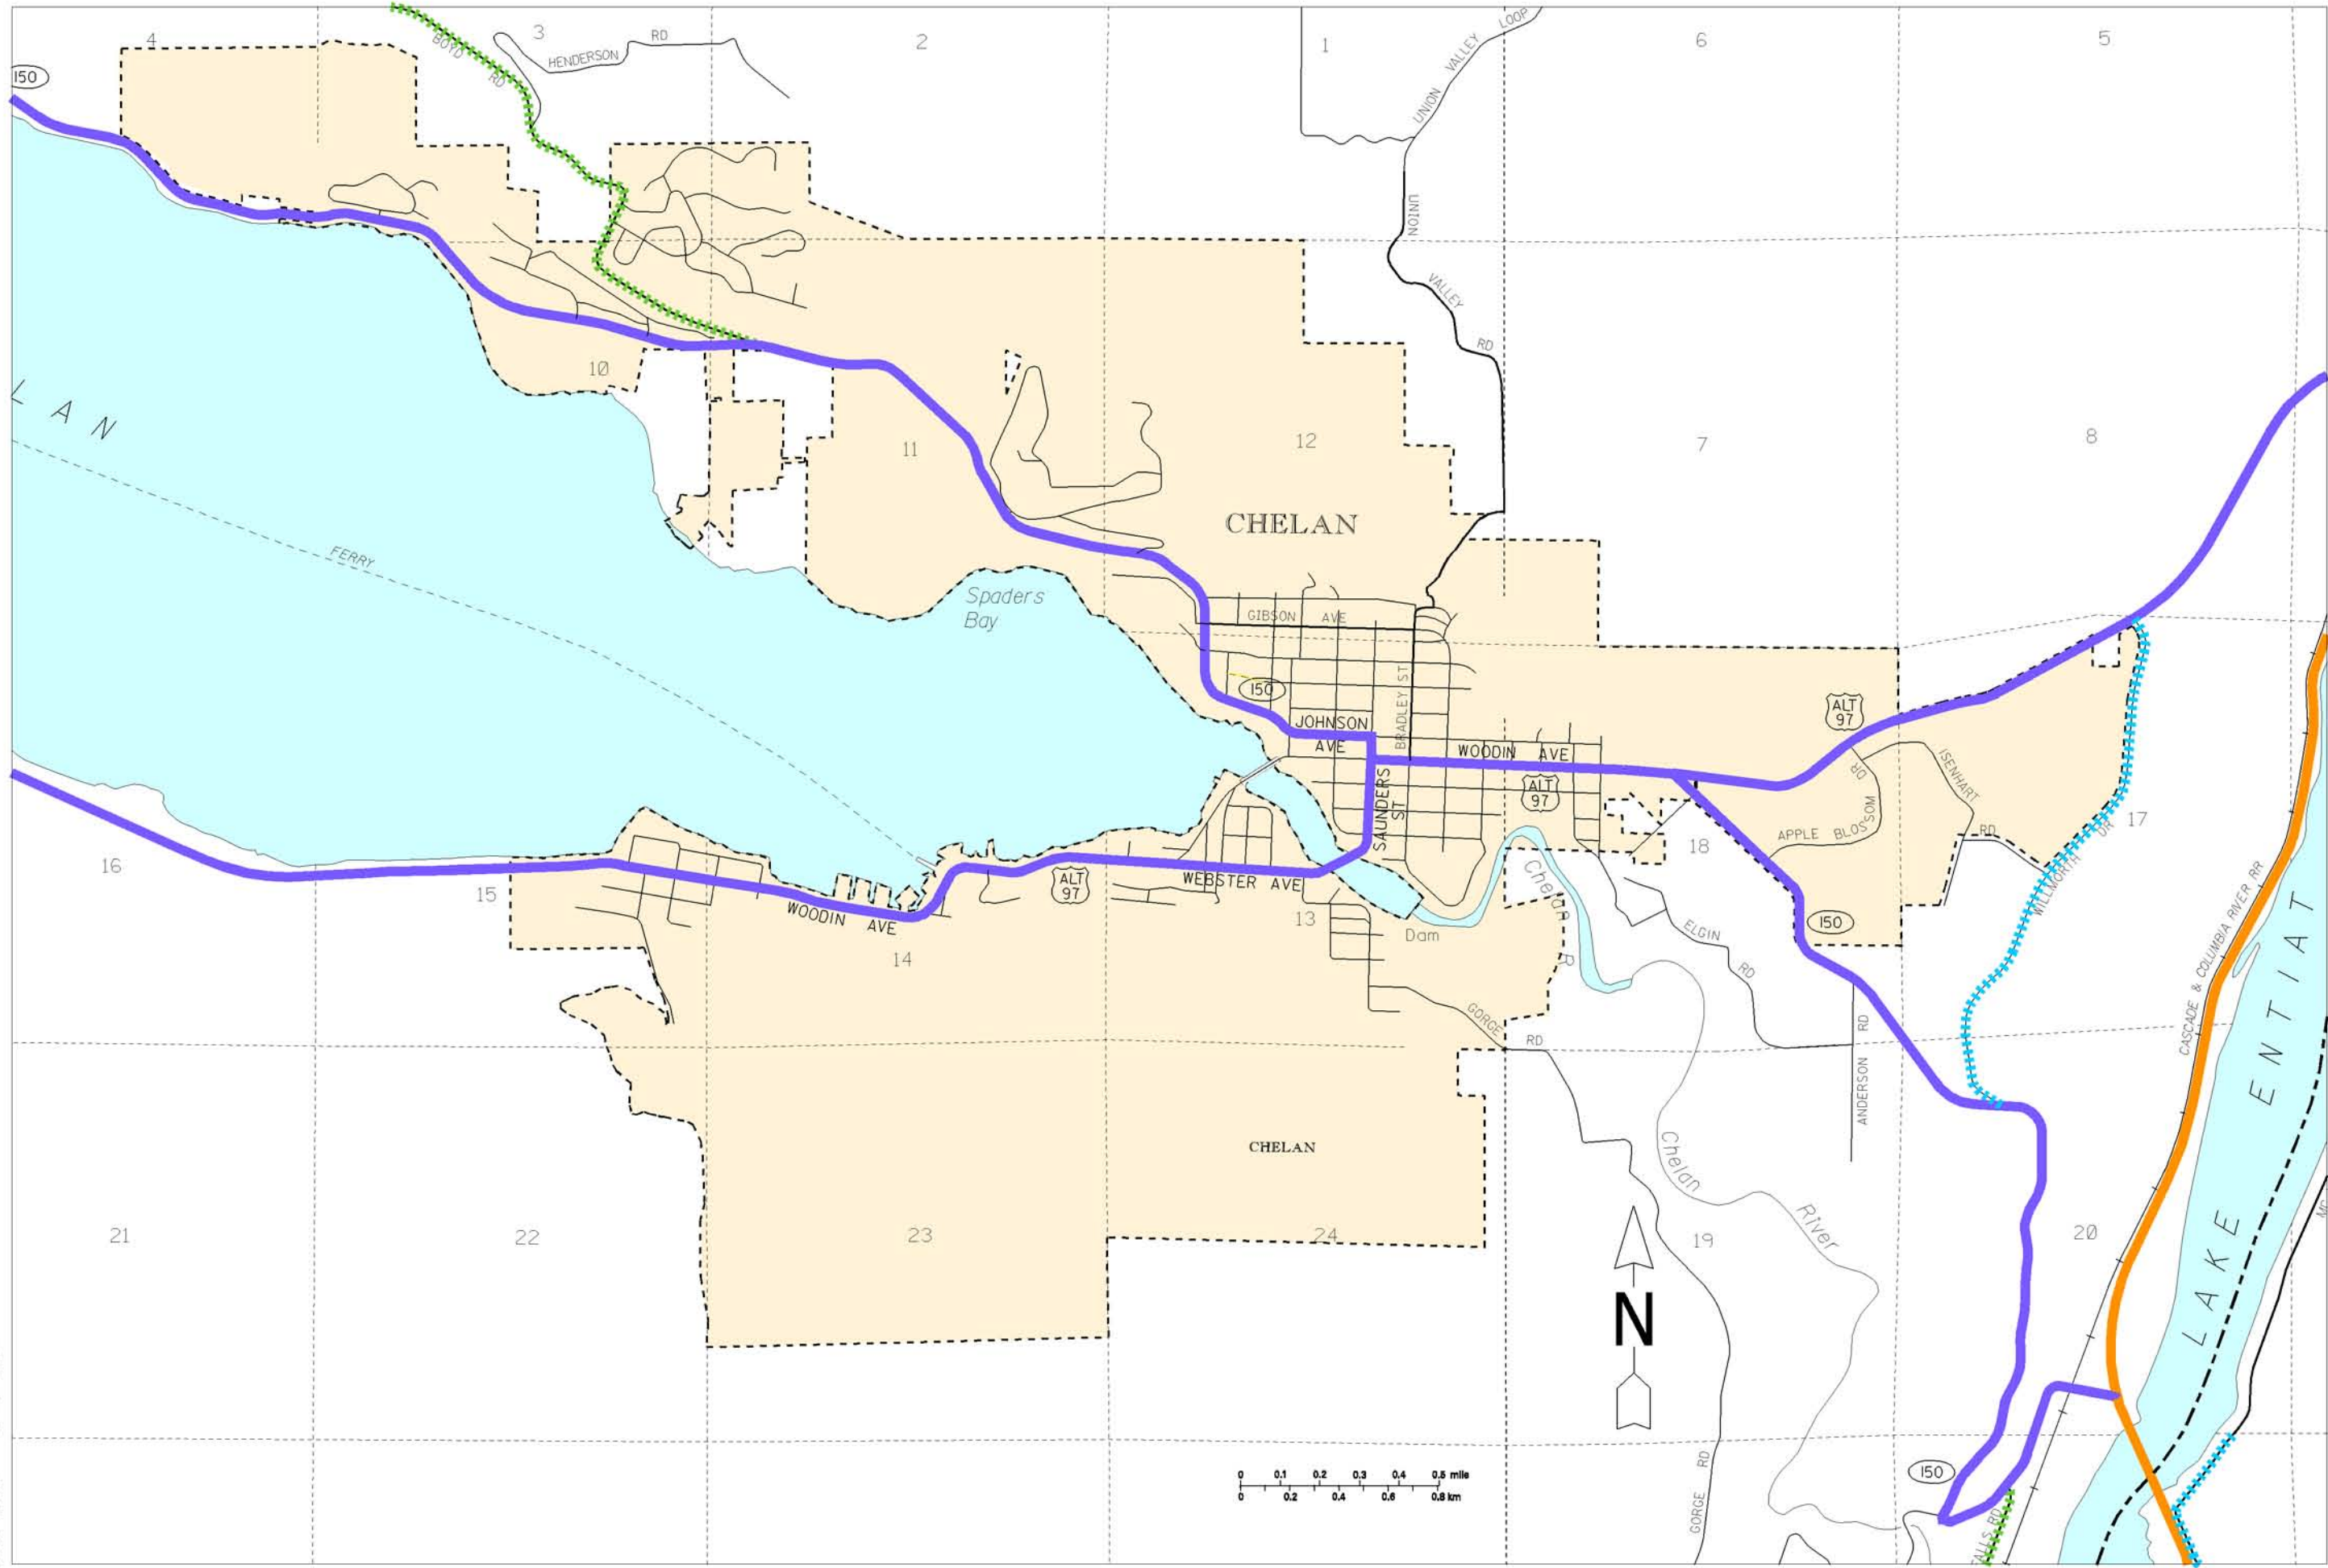 4
3
2
1
6
5
150
BOYD
RD
HENDERSON
RD
UNION
VALLEY
LOOP
UNION
VALLEY
RD
LAN
FERRY
10
11
12
7
8
CHELAN
Spaders
Bay
GIBSON AVE
150
JOHNSON
AVE
BRADLEY ST
WOODIN AVE
ALT
97
ALT
97
SAUNDERS
ST
ISENHART
RD
DR
APPLE BLOSSOM
WILLMORTH
DR
17
18
16
15
WOODIN AVE
ALT
97
WEBSTER AVE
13
14
Dam
Chelan
R
ELGIN
RD
150
GORGE
RD
ANDERSON RD
CASCADE & COLUMBIA RIVER RR
LAKE ENTIAT
CHELAN
Chelan
River
21
22
23
24
19
20
N
0 0.1 0.2 0.3 0.4 0.5 mile
0 0.2 0.4 0.6 0.8 km
GORGE RD
150
FALLS RD